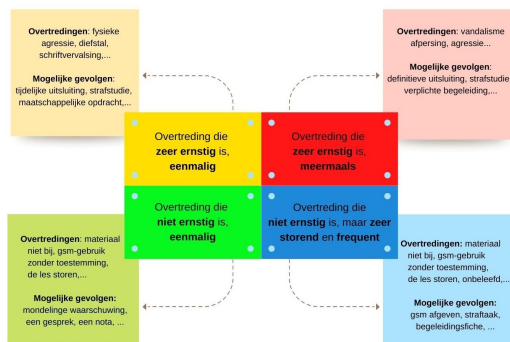 Overtredingen: fysieke
agressie, diefstal,
schriftvervalsing,...
Mogelijke gevolgen:
tijdelijke uitsluiting, strafstudie,
maatschappelijke opdracht,...
Overtredingen: vandalisme
afpersing, agressie...
Mogelijke gevolgen:
definitieve uitsluiting, strafstudie
verplichte begeleiding,...
Overtreding die
zeer ernstig is,
eenmalig
Overtreding die
zeer ernstig is,
meermaals
Overtreding die
niet ernstig is,
eenmalig
Overtreding die
niet ernstig is, maar zeer
storend en frequent
Overtredingen: materiaal
niet bij, gsm-gebruik
zonder toestemming,
de les storen,...
Mogelijke gevolgen:
mondelinge waarschuwing,
een gesprek, een nota, ...
Overtredingen: materiaal
niet bij, gsm-gebruik
zonder toestemming,
de les storen, onbeleefd,...
Mogelijke gevolgen:
gsm afgeven, straftaak,
begeleidingsfiche, ...